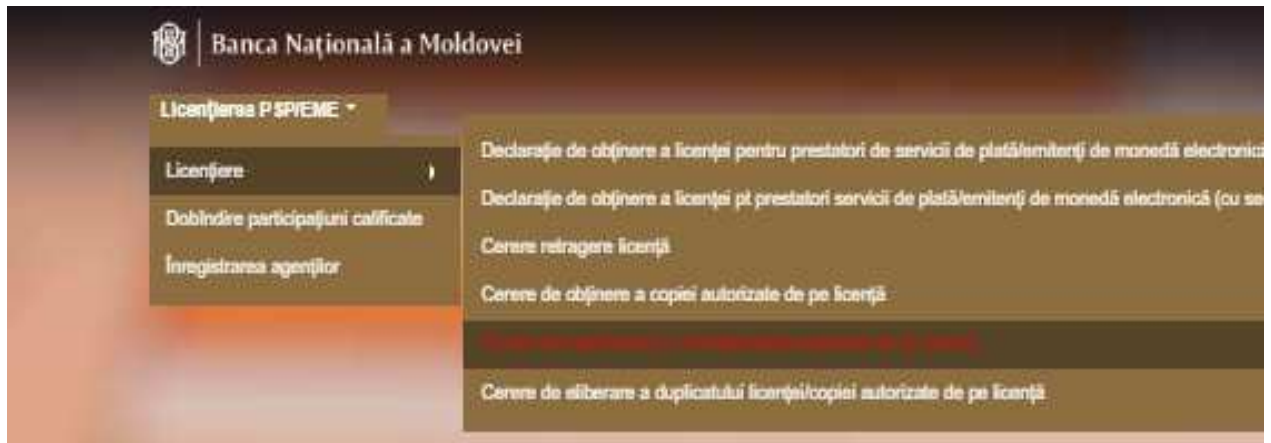 Banca Națională a Moldovei
Licențierea PSP/EME
Licențiere
Dobîndire participațiuni calificate
Înregistrarea agenților
Declarație de obținere a licenței pentru prestatori de servicii de plată/emitenți de monedă electronică
Declarație de obținere a licenței pt prestatori servicii de plată/emitenți de monedă electronică (cu se
Cerere retragere licență
Cerere de obținere a copiei autorizate de pe licență
Cerere de eliberare a duplicatului licenței/copiei autorizate de pe licență